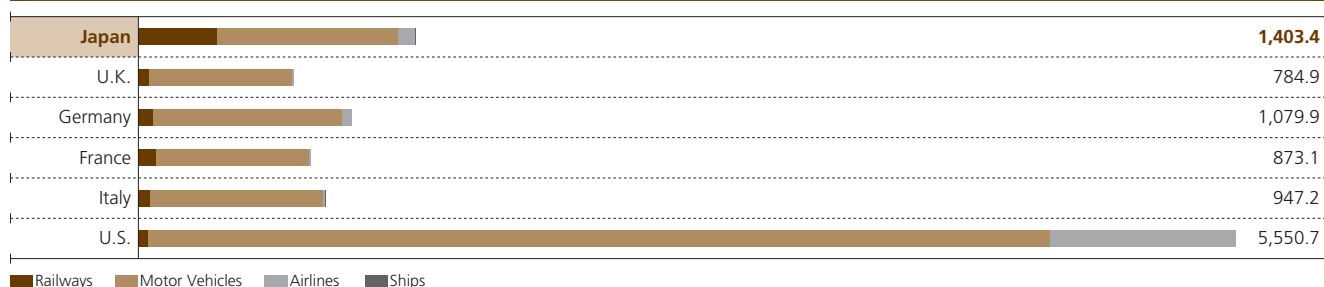 Japan 1,403.4
U.K. 784.9
Germany 1,079.9
France 873.1
Italy 947.2
U.S. 5,550.7
Railways Motor Vehicles Airlines Ships